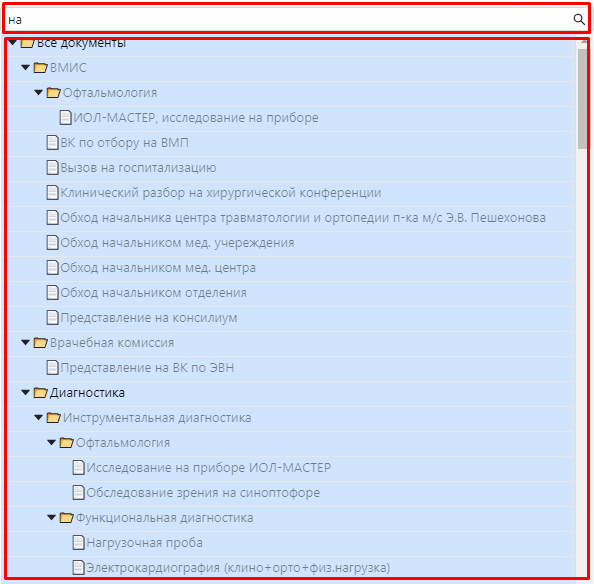 на
Все документы
ВМИС
Офтальмология
ИОЛ-МАСТЕР, исследование на приборе
ВК по отбору на ВМП
Вызов на госпитализацию
Клинический разбор на хирургической конференции
Обход начальника центра травматологии и ортопедии п-ка м/с Э.В. Пешехонова
Обход начальником мед. учереждения
Обход начальником мед. центра
Обход начальником отделения
Представление на консилиум
Врачебная комиссия
Представление на ВК по ЭВН
Диагностика
Инструментальная диагностика
Офтальмология
Исследование на приборе ИОЛ-МАСТЕР
Обследование зрения на синоптофоре
Функциональная диагностика
Нагрузочная проба
Электрокардиография (клино+орто+физ.нагрузка)